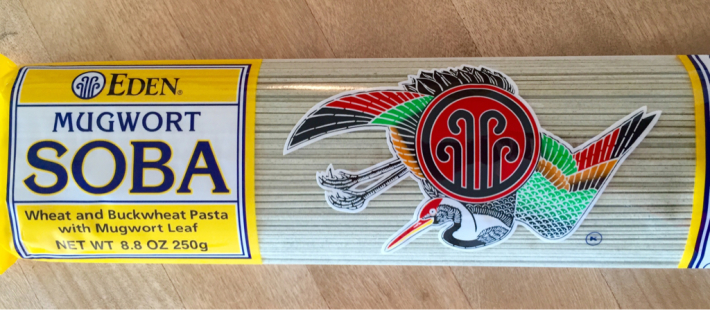 EDEN®
MUGWORT
SOBA
Wheat and Buckwheat Pasta
with Mugwort Leaf
NET WT 8.8 OZ 250g
K